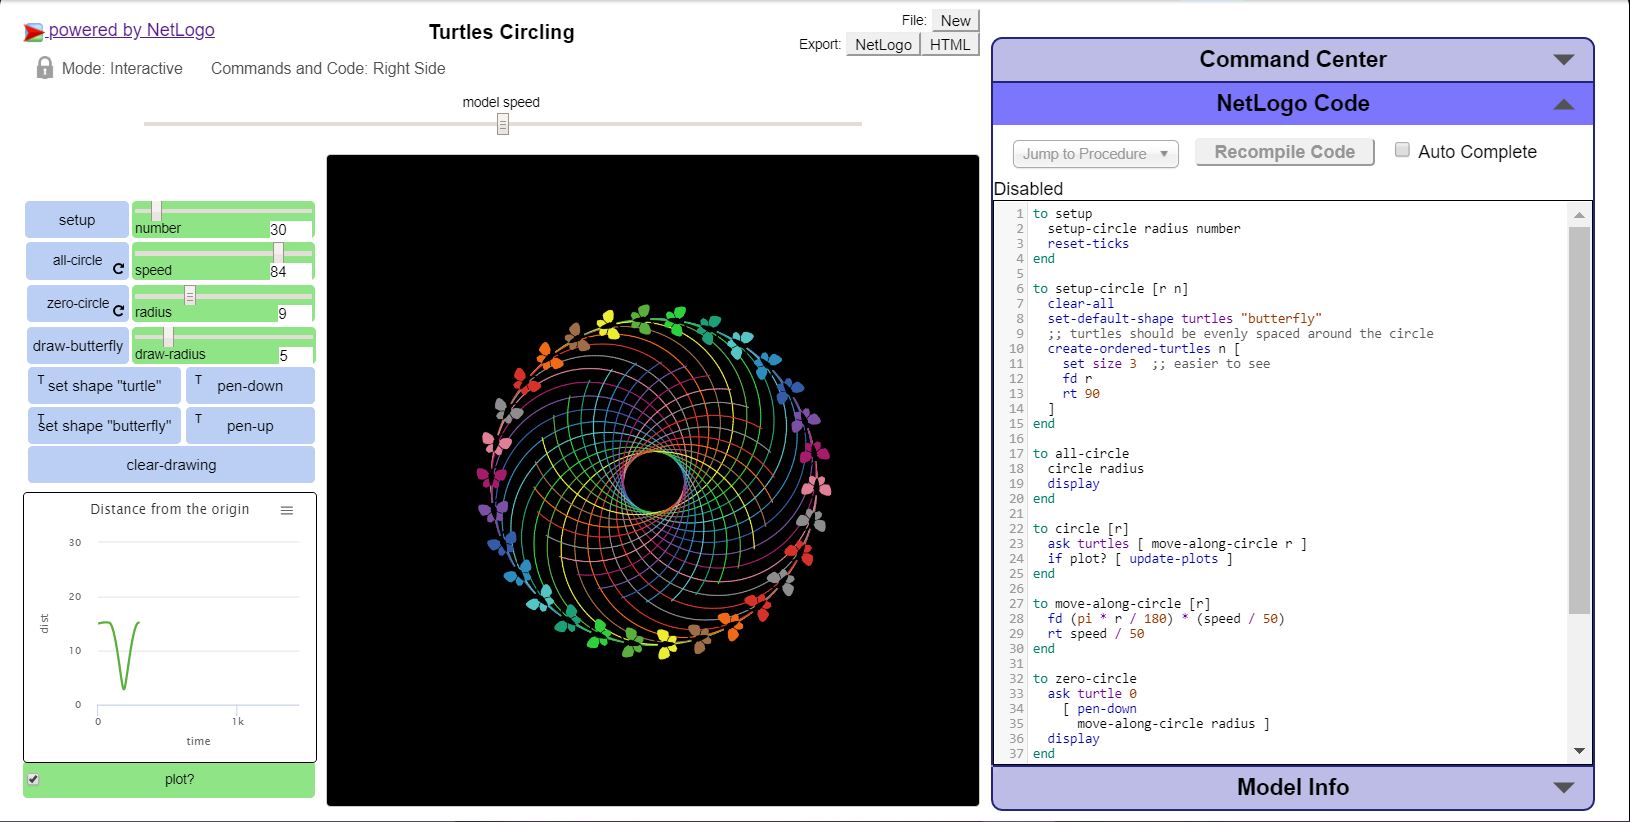 powered by NetLogo
Turtles Circling
File: New
Export: NetLogo HTML
Mode: Interactive Commands and Code: Right Side
model speed
setup
number 30
all-circle
speed 84
zero-circle
radius 9
draw-butterfly
draw-radius 5
T set shape "turtle"
T pen-down
T set shape "butterfly"
T pen-up
clear-drawing
Distance from the origin
30
20
10
0
dist
0 1k
time
plot?
Command Center
NetLogo Code
Jump to Procedure Recompile Code Auto Complete
Disabled
1 to setup
2 setup-circle radius number
3 reset-ticks
4 end
5
6 to setup-circle [r n]
7 clear-all
8 set-default-shape turtles "butterfly"
9 ;; turtles should be evenly spaced around the circle
10 create-ordered-turtles n [
11 set size 3 ;; easier to see
12 fd r
13 rt 90
14 ]
15 end
16
17 to all-circle
18 circle radius
19 display
20 end
21
22 to circle [r]
23 ask turtles [ move-along-circle r ]
24 if plot? [ update-plots ]
25 end
26
27 to move-along-circle [r]
28 fd (pi * r / 180) * (speed / 50)
29 rt speed / 50
30 end
31
32 to zero-circle
33 ask turtle 0
34 [ pen-down
35 move-along-circle radius ]
36 display
37 end
Model Info